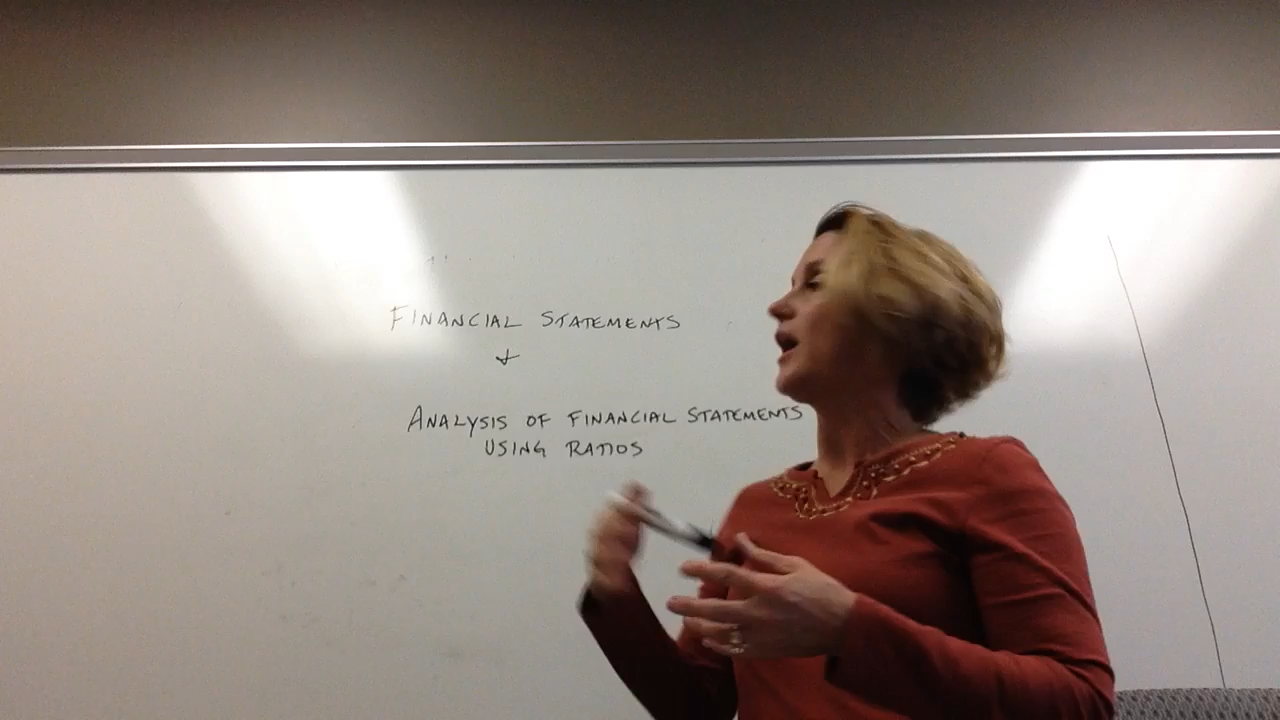 FINANCIAL STATEMENTS
+
ANALYSIS OF FINANCIAL STATEMENTS
USING RATIOS